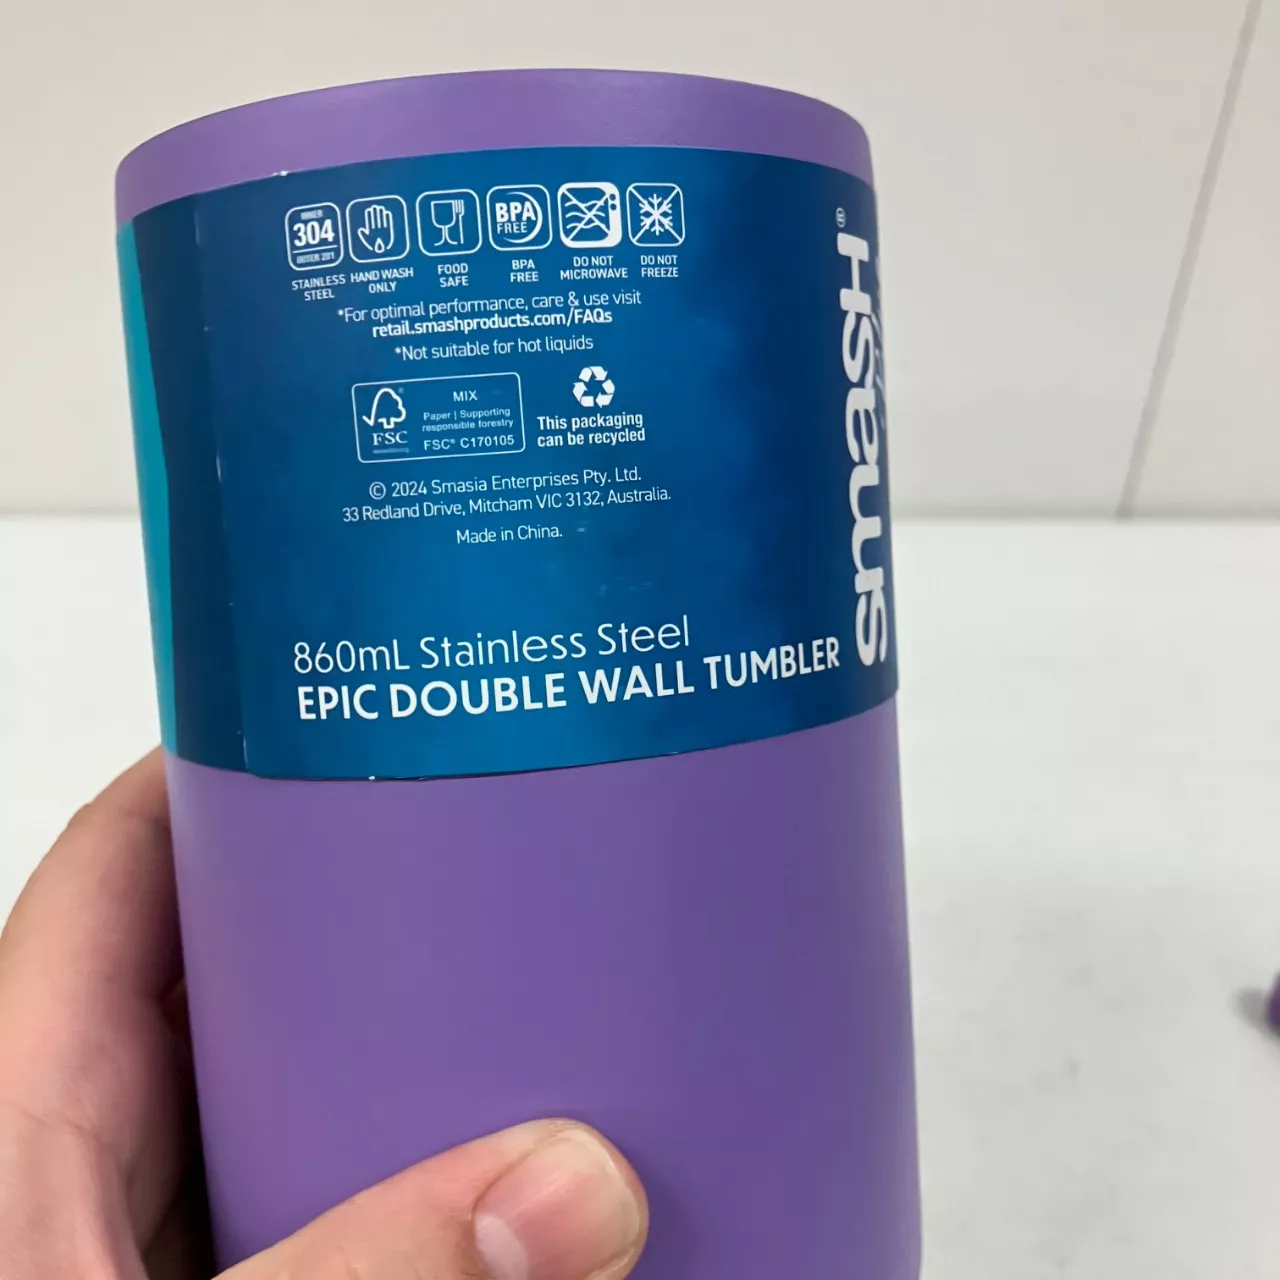 INNER
304
OUTER 201
STAINLESS
STEEL
HAND WASH
ONLY
FOOD
SAFE
BPA
FREE
BPA
FREE
DO NOT
MICROWAVE
DO NOT
FREEZE
*For optimal performance, care & use visit
retail.smashproducts.com/FAQs
*Not suitable for hot liquids
FSC
MIX
Paper | Supporting
responsible forestry
FSC® C170105
This packaging
can be recycled
© 2024 Smasia Enterprises Pty. Ltd.
33 Redland Drive, Mitcham VIC 3132, Australia.
Made in China.
860mL Stainless Steel
EPIC DOUBLE WALL TUMBLER
smash®